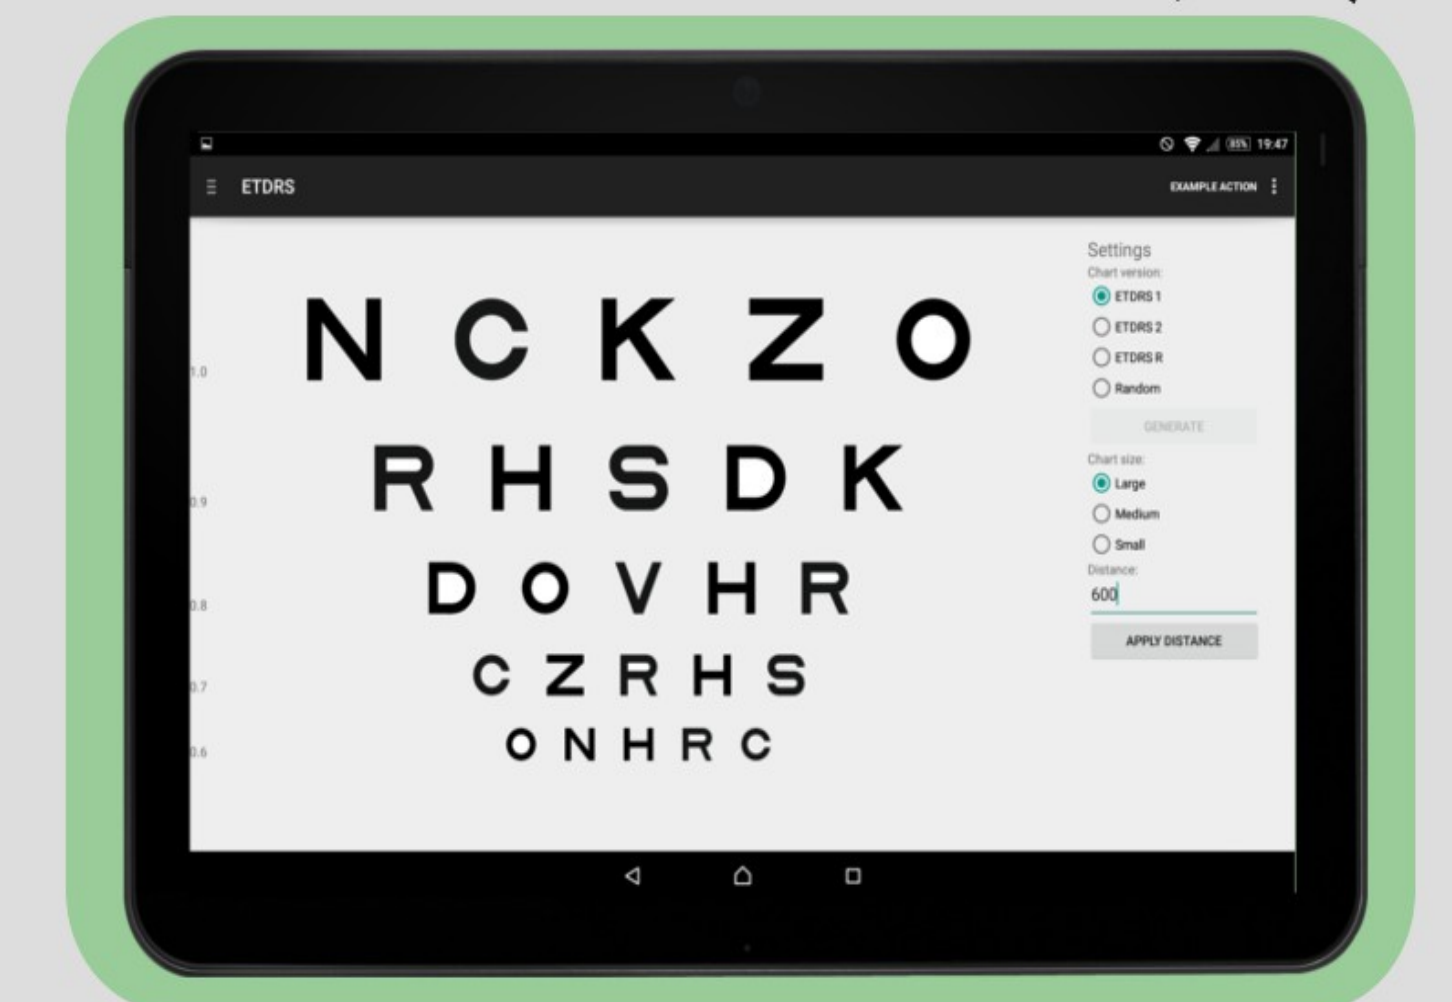 85% 19:47
ETDRS EXAMPLE ACTION
Settings
Chart version:
ETDRS 1
ETDRS 2
ETDRS R
Random
GENERATE
Chart size:
Large
Medium
Small
Distance:
600
APPLY DISTANCE
1.0 N C K Z O
0.9 R H S D K
0.8 D O V H R
0.7 C Z R H S
0.6 O N H R C